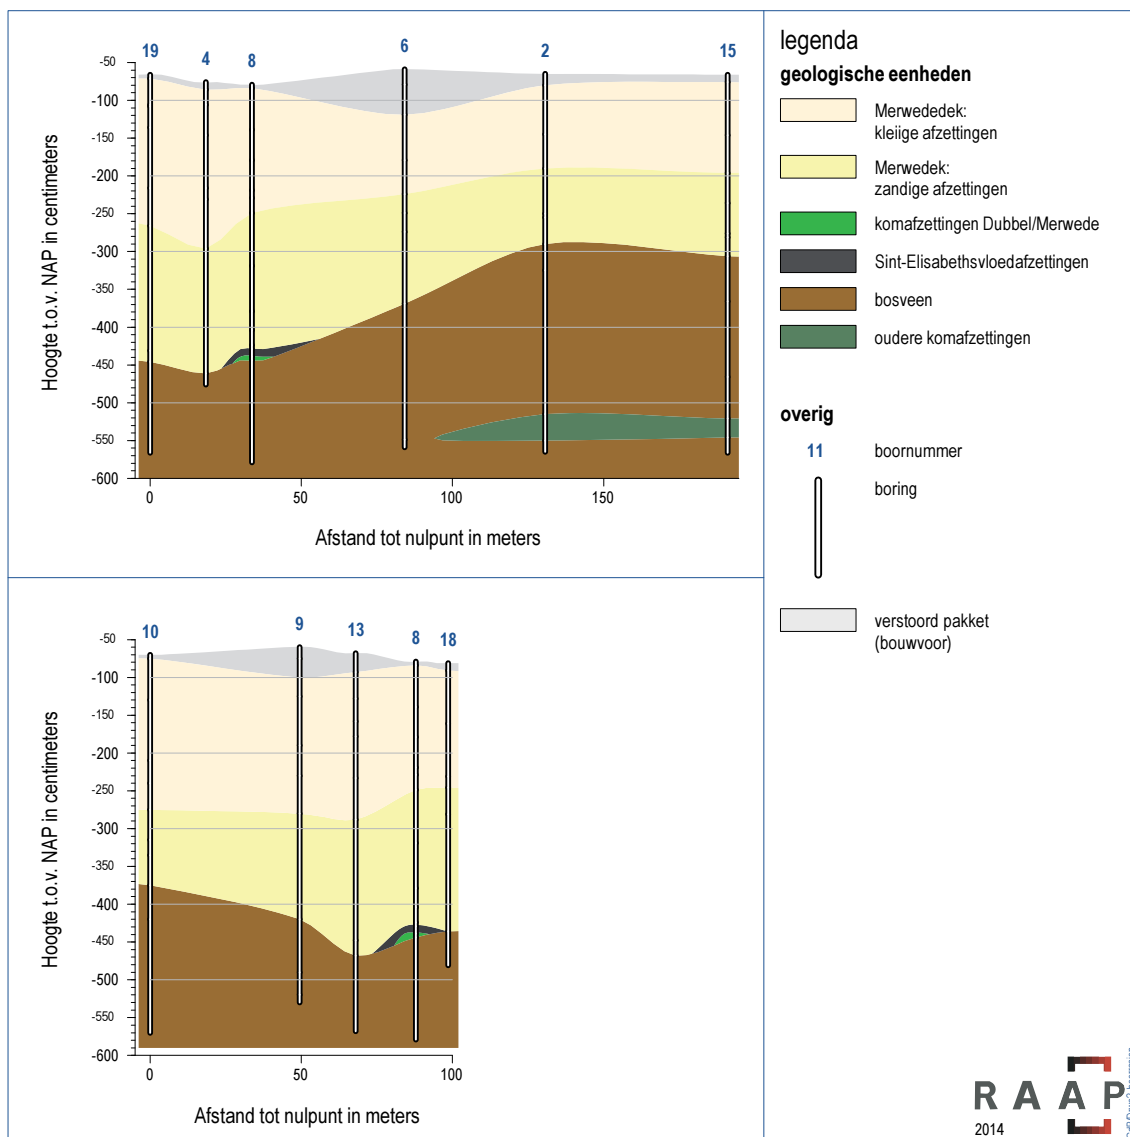 19 4 8 6 2 15
-50
-100
-150
-200
-250
-300
-350
-400
-450
-500
-550
-600
Hoogte t.o.v. NAP in centimeters
0 50 100 150
Afstand tot nulpunt in meters
10 9 13 8 18
-50
-100
-150
-200
-250
-300
-350
-400
-450
-500
-550
-600
Hoogte t.o.v. NAP in centimeters
0 50 100
Afstand tot nulpunt in meters
legenda
geologische eenheden
Merwededek:
kleiige afzettingen
Merwedek:
zandige afzettingen
komafzettingen Dubbel/Merwede
Sint-Elisabethsvloedafzettingen
bosveen
oudere komafzettingen
overig
11 boornummer
boring
verstoord pakket
(bouwvoor)
RAAP
2014